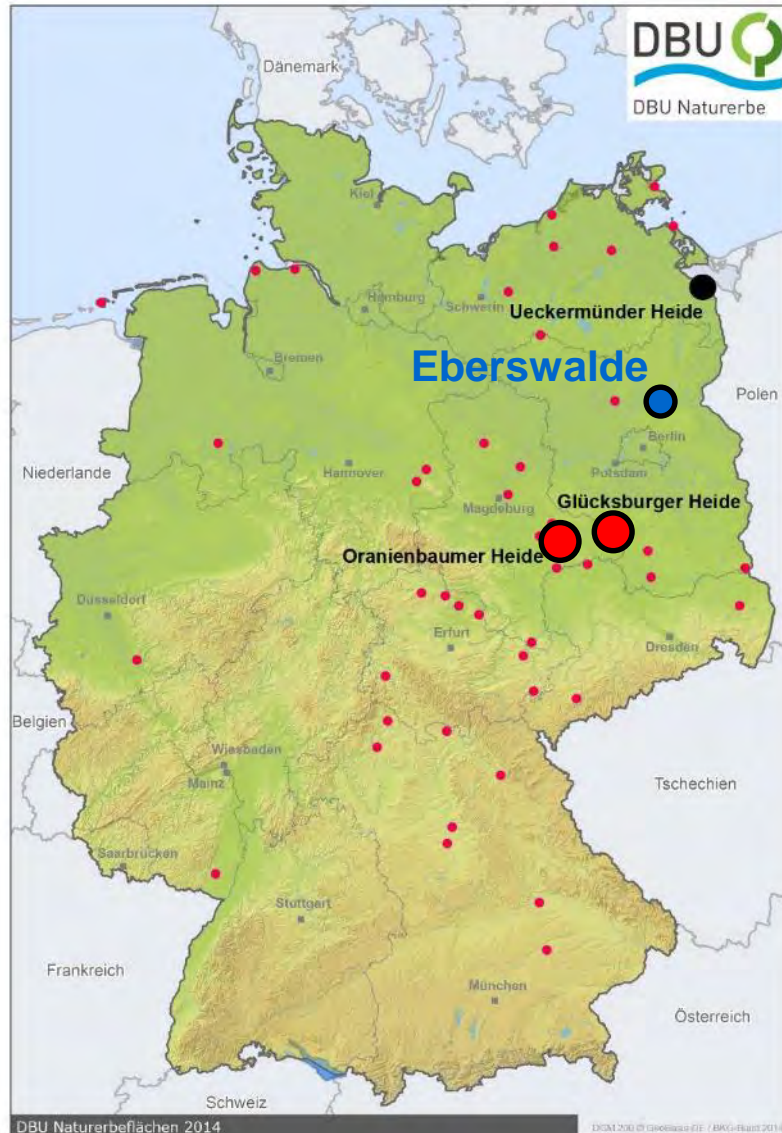 DBU
DBU Naturerbe
Dänemark
Kiel
Hamburg
Schwerin
Ueckermünder Heide
Bremen
Eberswalde
Polen
Berlin
Niederlande
Hannover
Potsdam
Magdeburg
Glücksburger Heide
Oranienbaumer Heide
Düsseldorf
Erfurt
Dresden
Belgien
Wiesbaden
Mainz
Tschechien
Saarbrücken
Stuttgart
Frankreich
München
Österreich
Schweiz
DBU Naturerbeflächen 2014